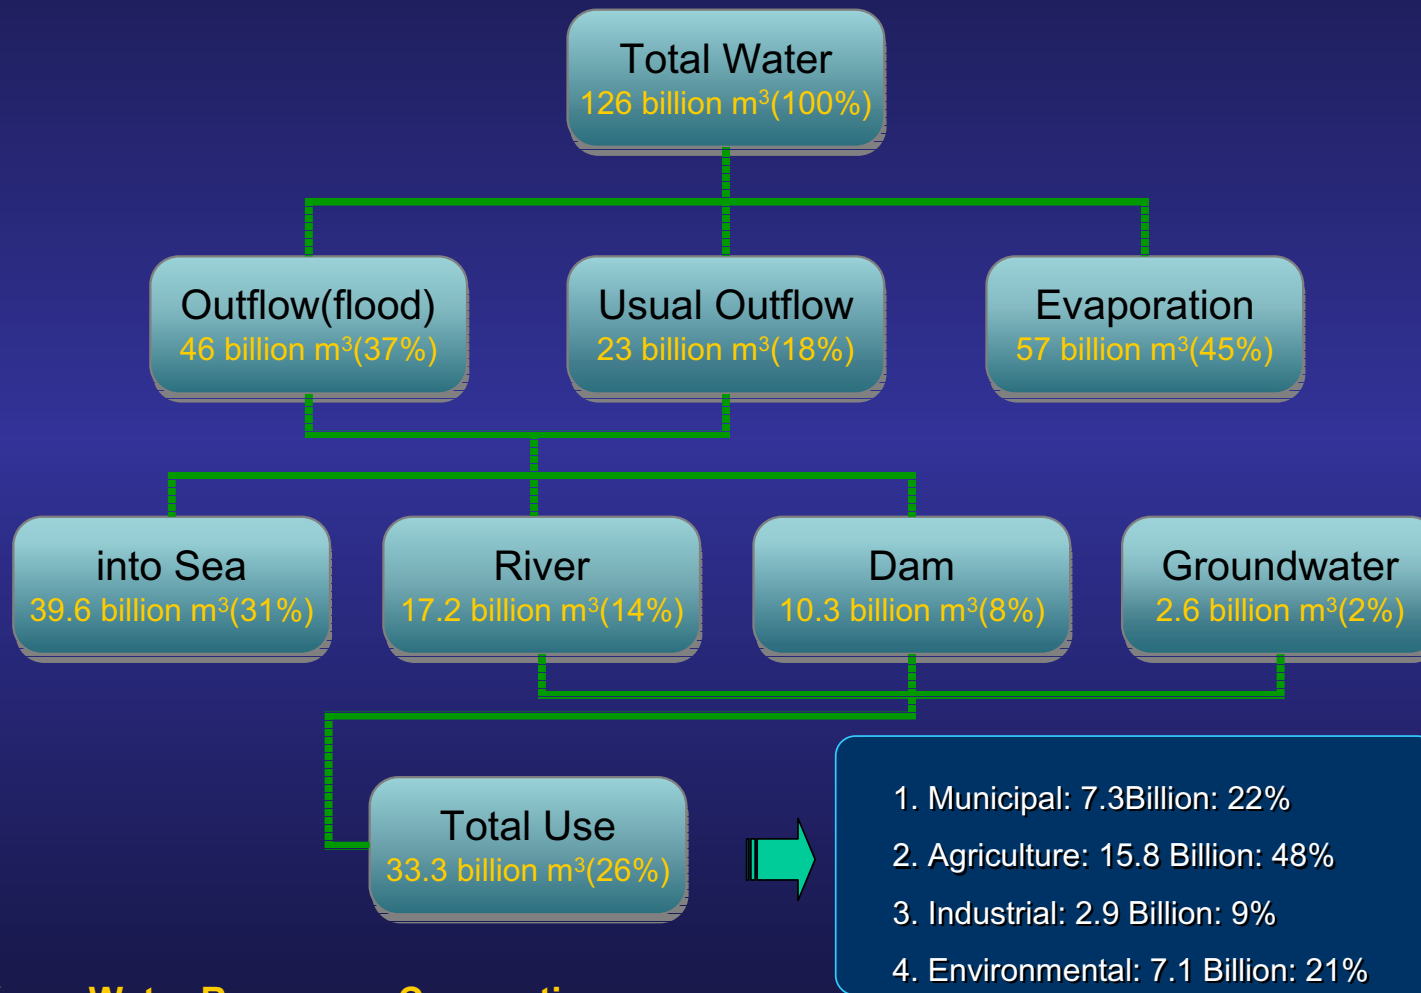 Total Water
126 billion m³(100%)
Outflow(flood)
46 billion m³(37%)
Usual Outflow
23 billion m³(18%)
Evaporation
57 billion m³(45%)
into Sea
39.6 billion m³(31%)
River
17.2 billion m³(14%)
Dam
10.3 billion m³(8%)
Groundwater
2.6 billion m³(2%)
Total Use
33.3 billion m³(26%)
1. Municipal: 7.3Billion: 22%
2. Agriculture: 15.8 Billion: 48%
3. Industrial: 2.9 Billion: 9%
4. Environmental: 7.1 Billion: 21%
Water Resources